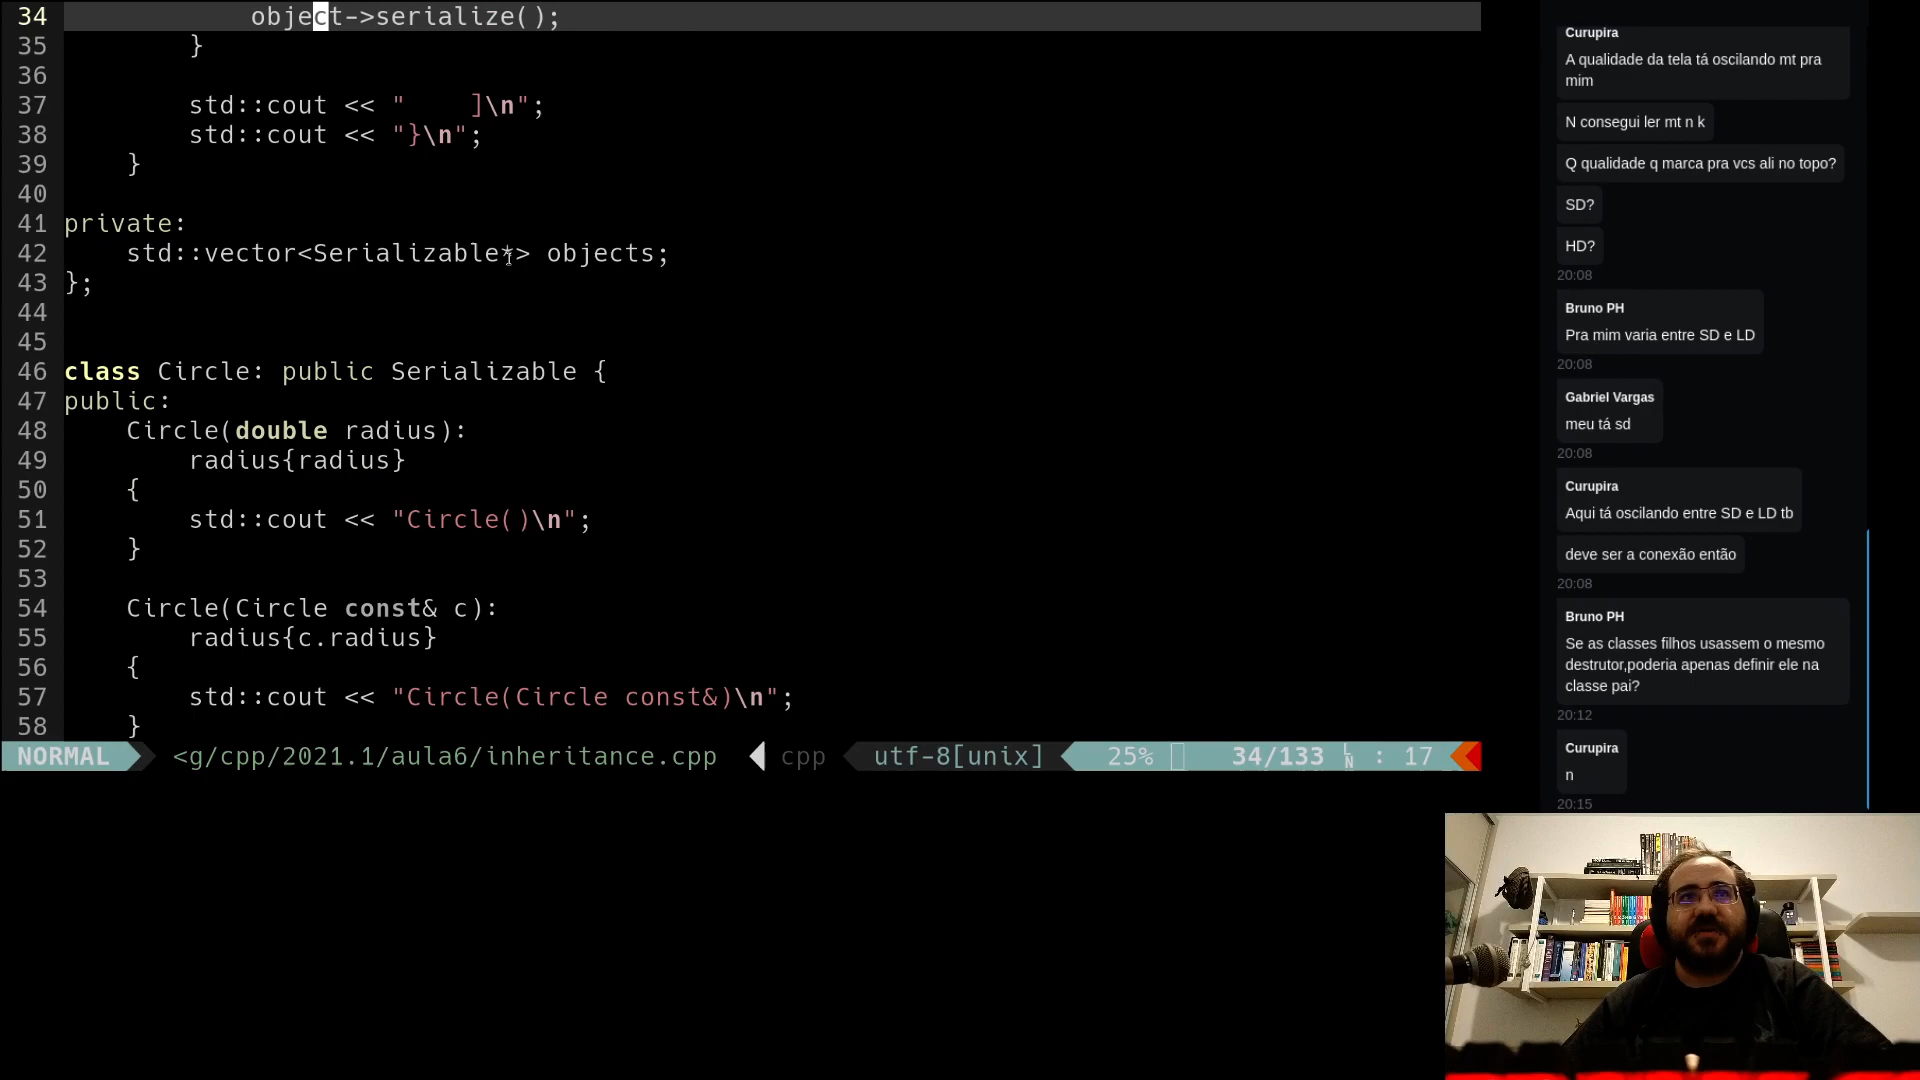 34 object->serialize();
35 }
36
37 std::cout << "    ]\n";
38 std::cout << "}\n";
39 }
40
41 private:
42 std::vector<Serializable*> objects;
43 };
44
45
46 class Circle: public Serializable {
47 public:
48 Circle(double radius):
49 radius{radius}
50 {
51 std::cout << "Circle()\n";
52 }
53
54 Circle(Circle const& c):
55 radius{c.radius}
56 {
57 std::cout << "Circle(Circle const&)\n";
58 }
NORMAL <g/cpp/2021.1/aula6/inheritance.cpp cpp utf-8[unix] 25% 34/133 LN : 17
Curupira
A qualidade da tela tá oscilando mt pra
mim
N consegui ler mt n k
Q qualidade q marca pra vcs ali no topo?
SD?
HD?
20:08
Bruno PH
Pra mim varia entre SD e LD
20:08
Gabriel Vargas
meu tá sd
20:08
Curupira
Aqui tá oscilando entre SD e LD tb
deve ser a conexão então
20:08
Bruno PH
Se as classes filhos usassem o mesmo
destrutor,poderia apenas definir ele na
classe pai?
20:12
Curupira
n
20:15